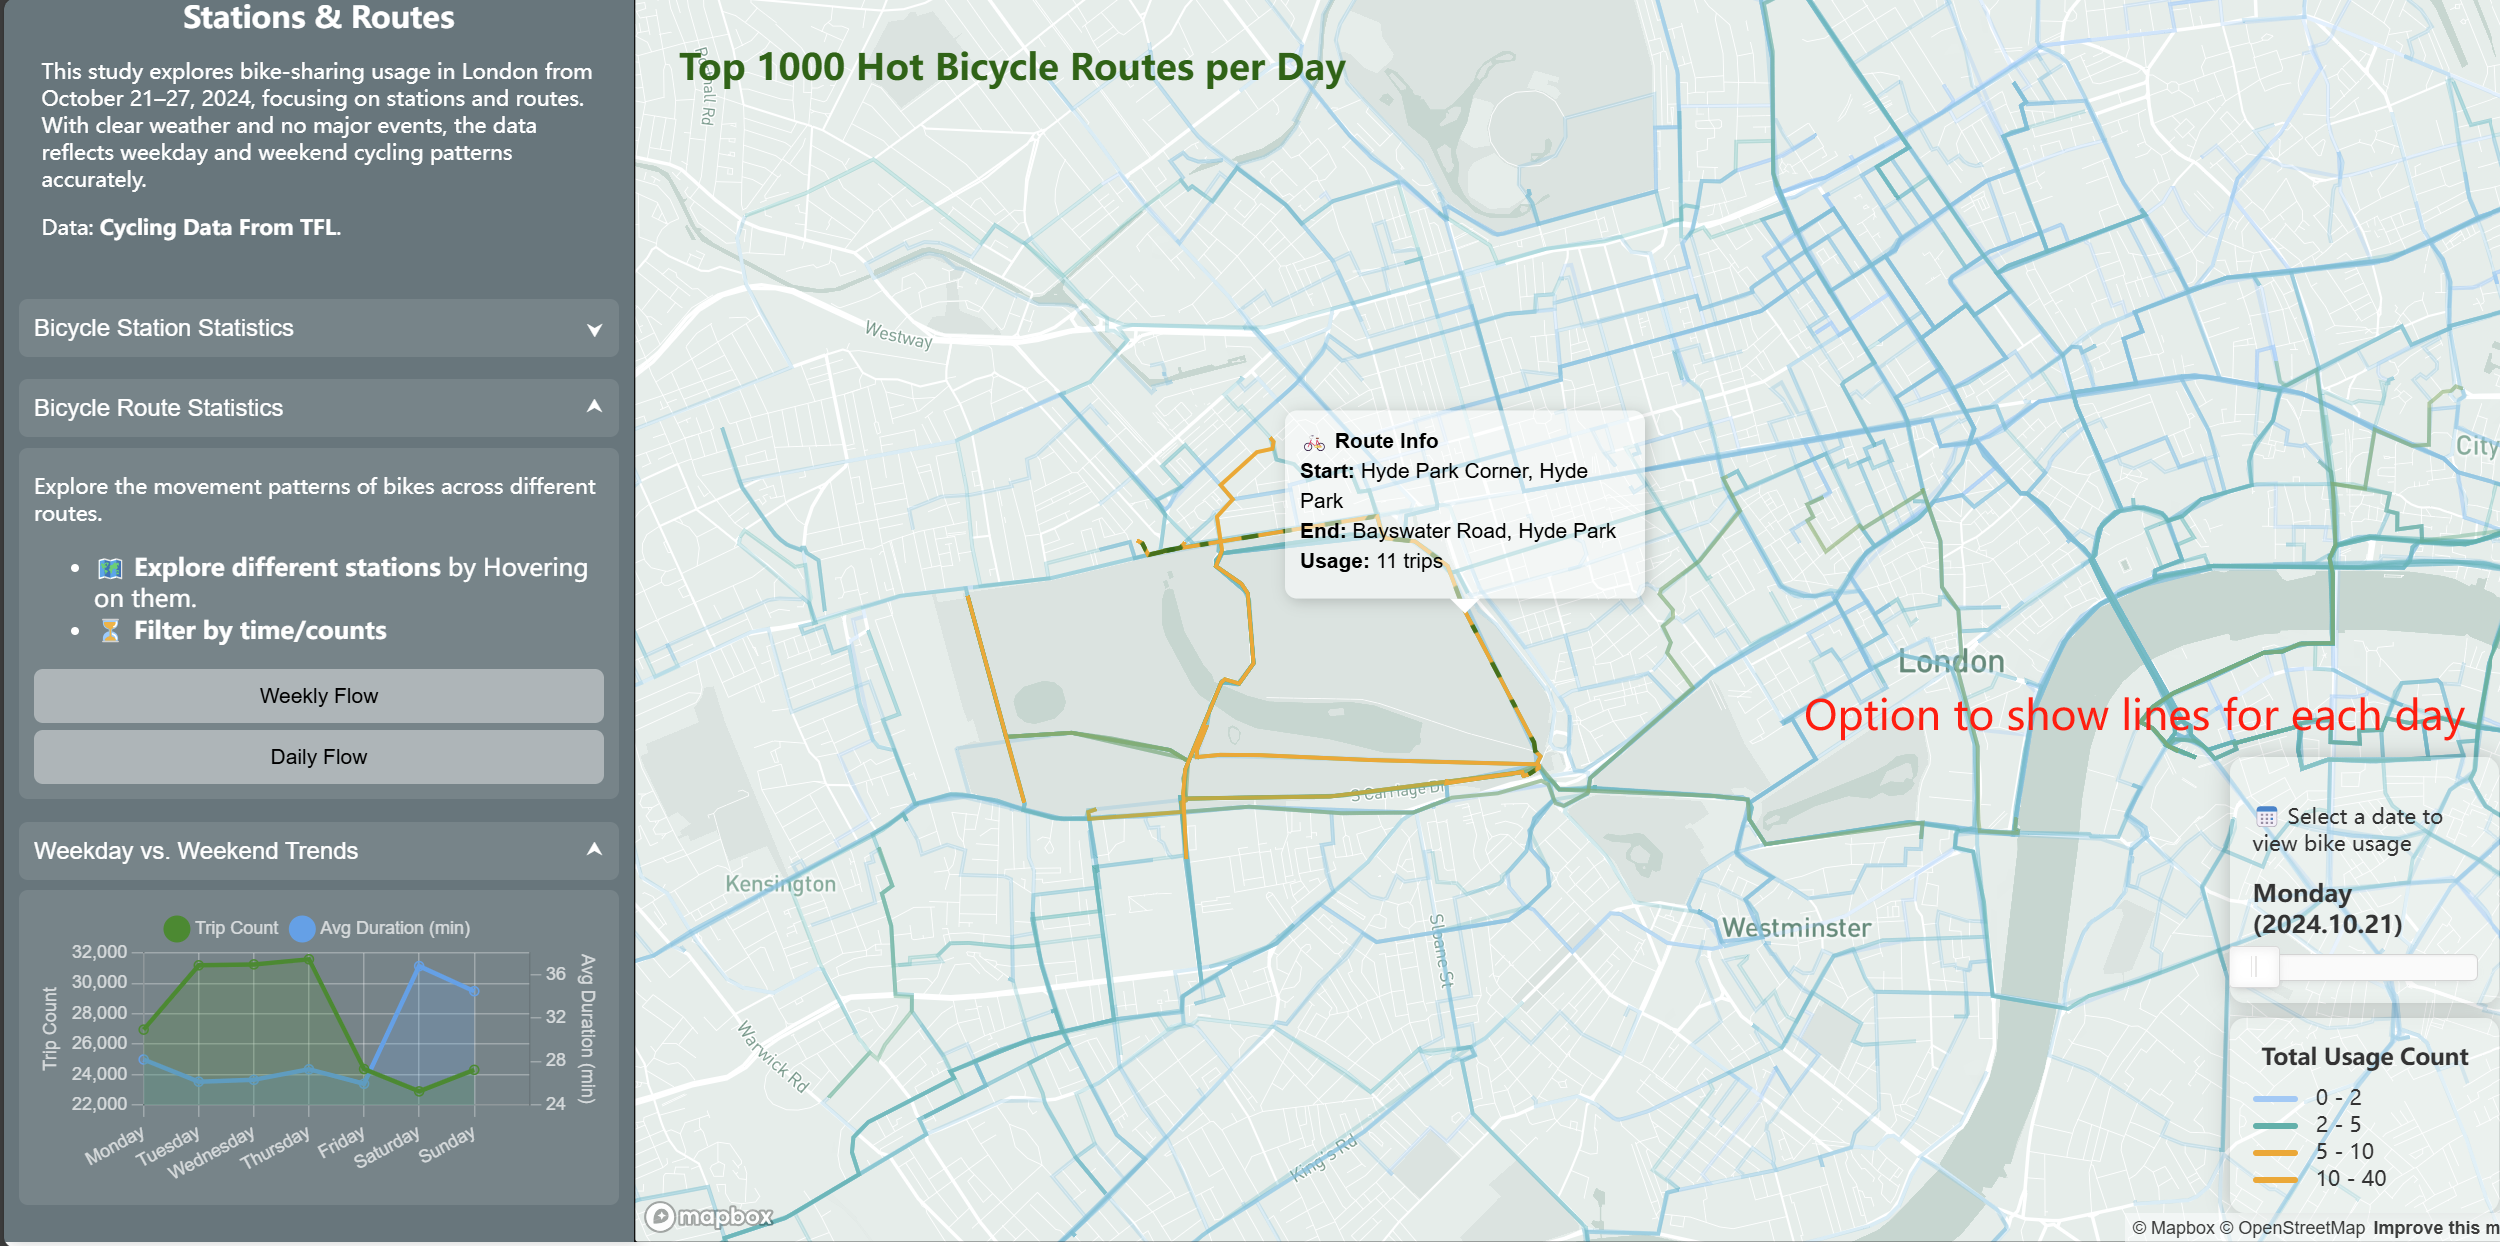 Stations & Routes
This study explores bike-sharing usage in London from
October 21–27, 2024, focusing on stations and routes.
With clear weather and no major events, the data
reflects weekday and weekend cycling patterns
accurately.
Data: Cycling Data From TFL.
Bicycle Station Statistics
Bicycle Route Statistics
Explore the movement patterns of bikes across different
routes.
• Explore different stations by Hovering
on them.
• Filter by time/counts
Weekly Flow
Daily Flow
Weekday vs. Weekend Trends
Trip Count
Avg Duration (min)
32,000
30,000
28,000
26,000
24,000
22,000
Trip Count
36
32
28
24
Avg Duration (min)
Monday
Tuesday
Wednesday
Thursday
Friday
Saturday
Sunday
Top 1000 Hot Bicycle Routes per Day
Westway
Route Info
Start: Hyde Park Corner, Hyde
Park
End: Bayswater Road, Hyde Park
Usage: 11 trips
City
London
Option to show lines for each day
S Carriage Dr
Kensington
Westminster
Sloane St
Warwick Rd
King's Rd
Select a date to
view bike usage
Monday
(2024.10.21)
Total Usage Count
0 - 2
2 - 5
5 - 10
10 - 40
mapbox
© Mapbox © OpenStreetMap Improve this m